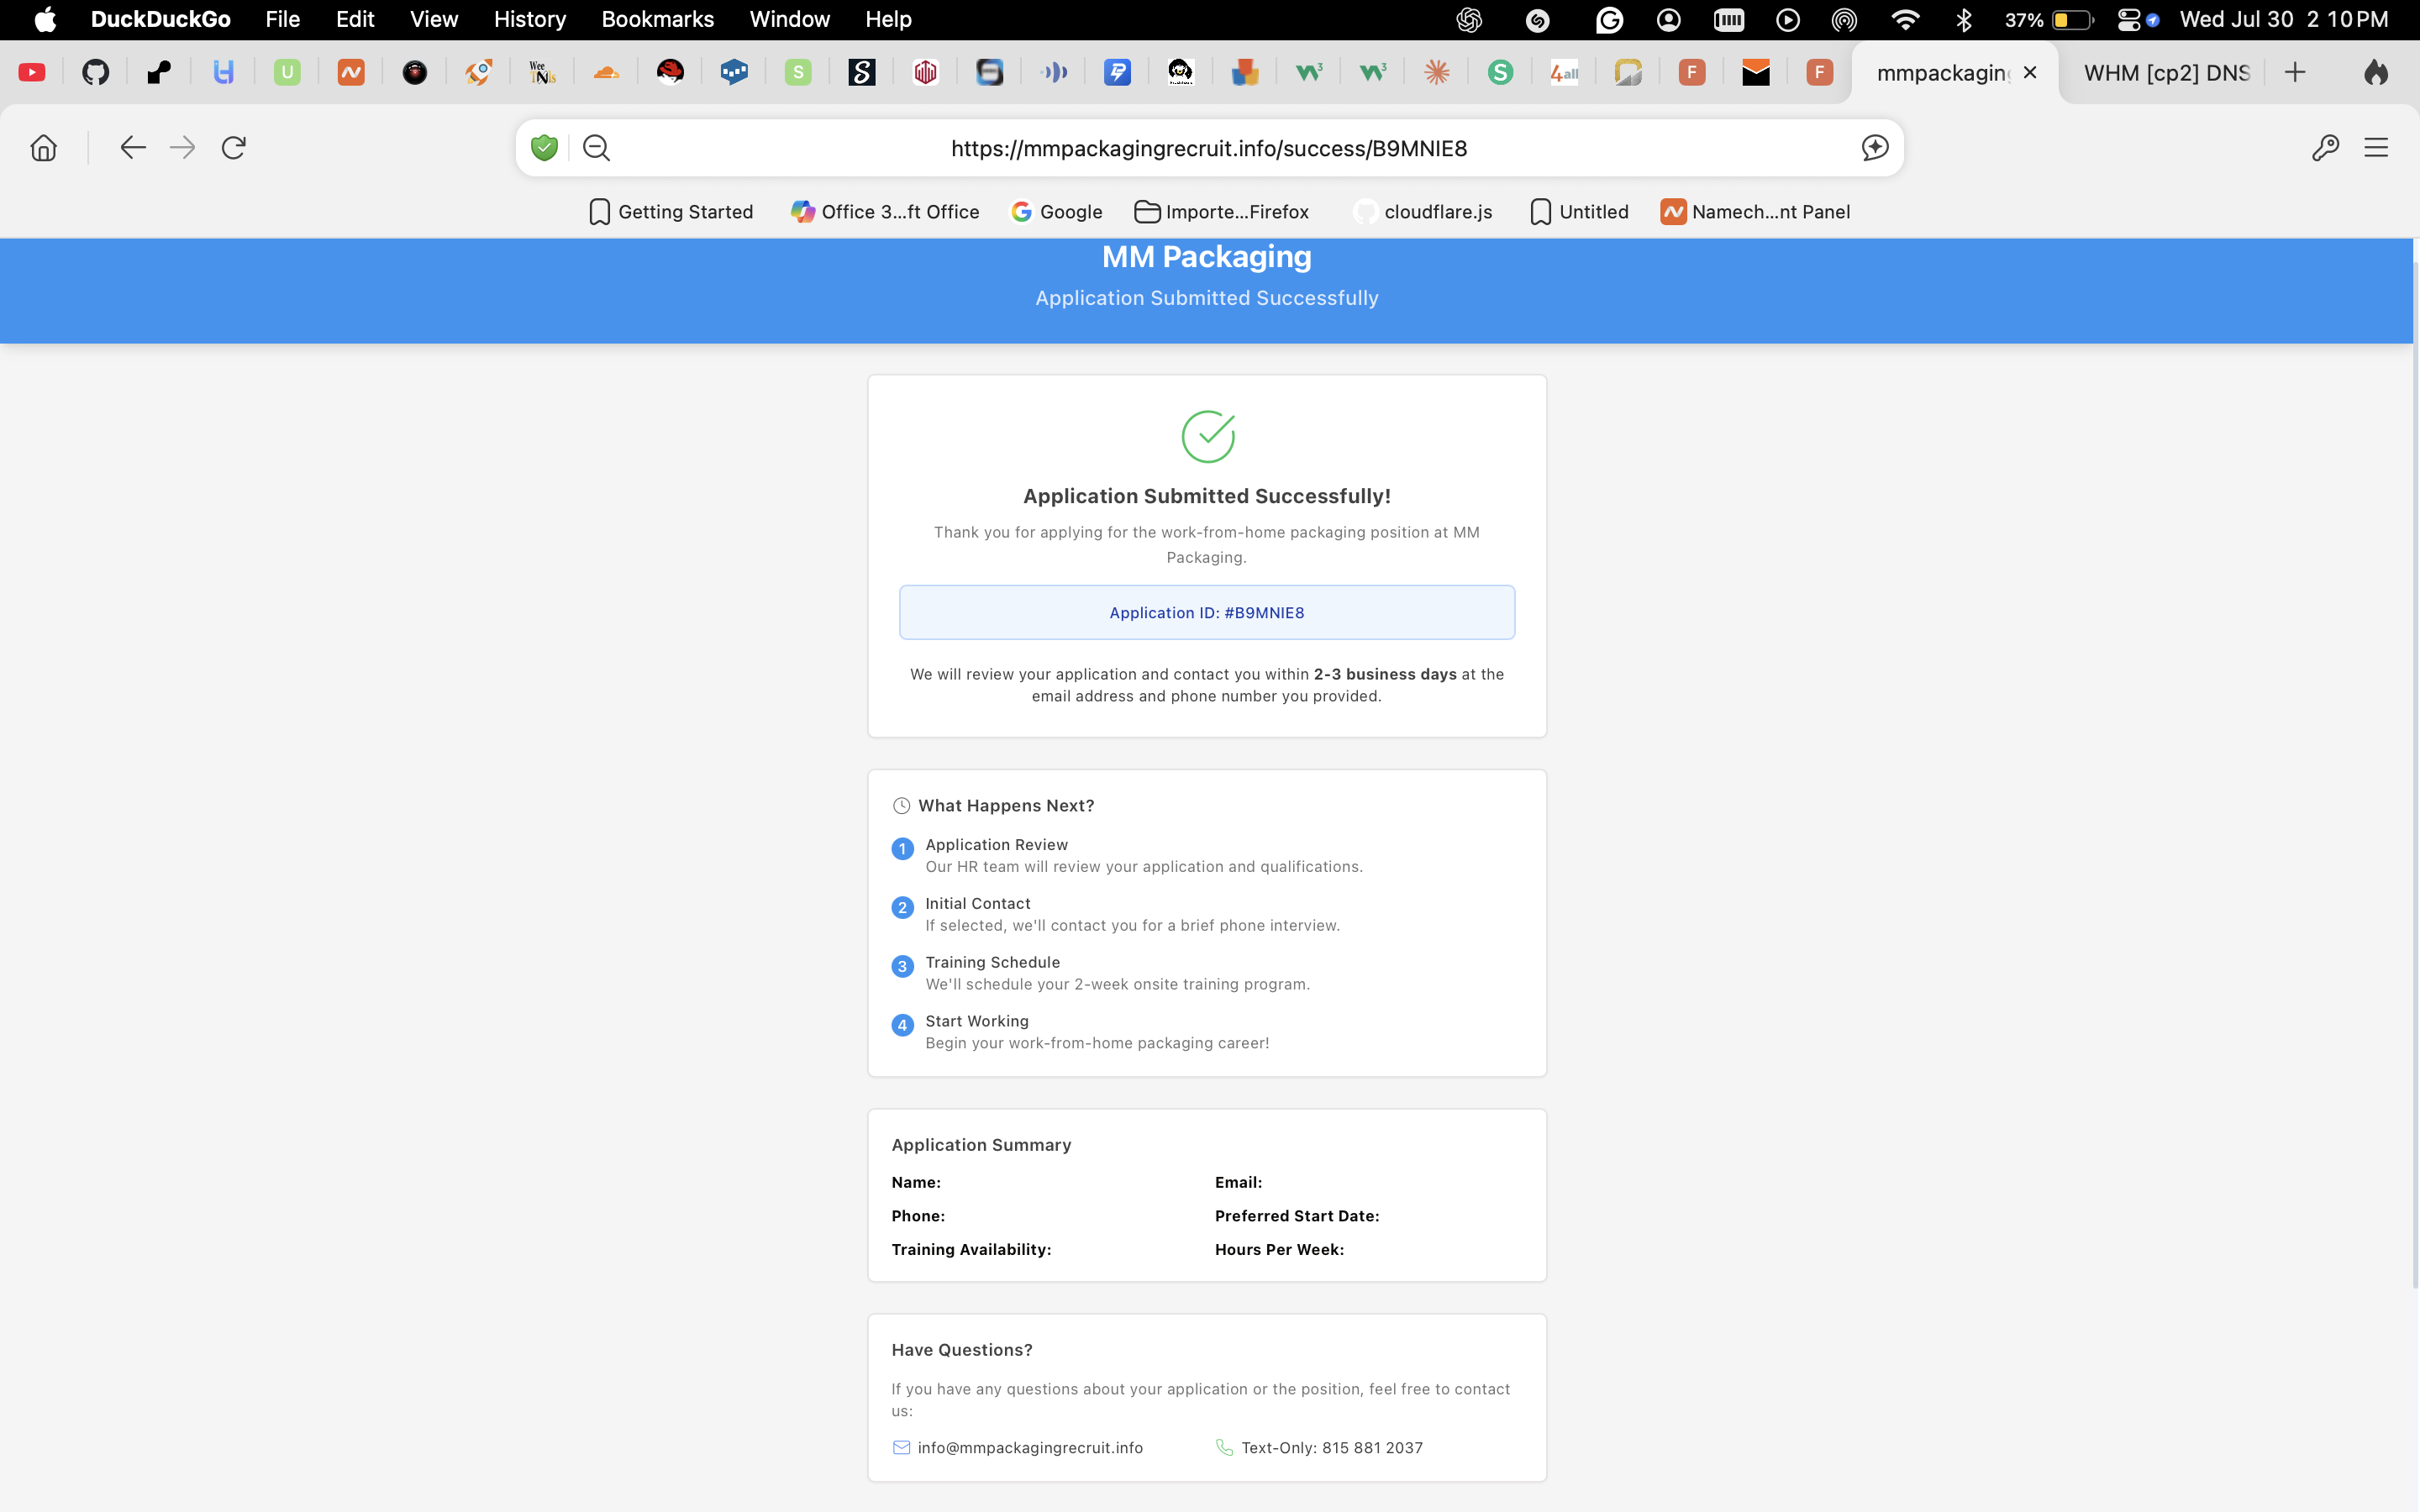 DuckDuckGo File Edit View History Bookmarks Window Help 37% Wed Jul 30 2 10 PM
U Wee TNls S S W3 W3 S 4all F F mmpackagin WHM [cp2] DNS
https://mmpackagingrecruit.info/success/B9MNIE8
Getting Started Office 3...ft Office Google Importe...Firefox cloudflare.js Untitled Namech...nt Panel
MM Packaging
Application Submitted Successfully
Application Submitted Successfully!
Thank you for applying for the work-from-home packaging position at MM
Packaging.
Application ID: #B9MNIE8
We will review your application and contact you within 2-3 business days at the
email address and phone number you provided.
What Happens Next?
1 Application Review
Our HR team will review your application and qualifications.
2 Initial Contact
If selected, we'll contact you for a brief phone interview.
3 Training Schedule
We'll schedule your 2-week onsite training program.
4 Start Working
Begin your work-from-home packaging career!
Application Summary
Name: Email:
Phone: Preferred Start Date:
Training Availability: Hours Per Week:
Have Questions?
If you have any questions about your application or the position, feel free to contact
us:
info@mmpackagingrecruit.info Text-Only: 815 881 2037